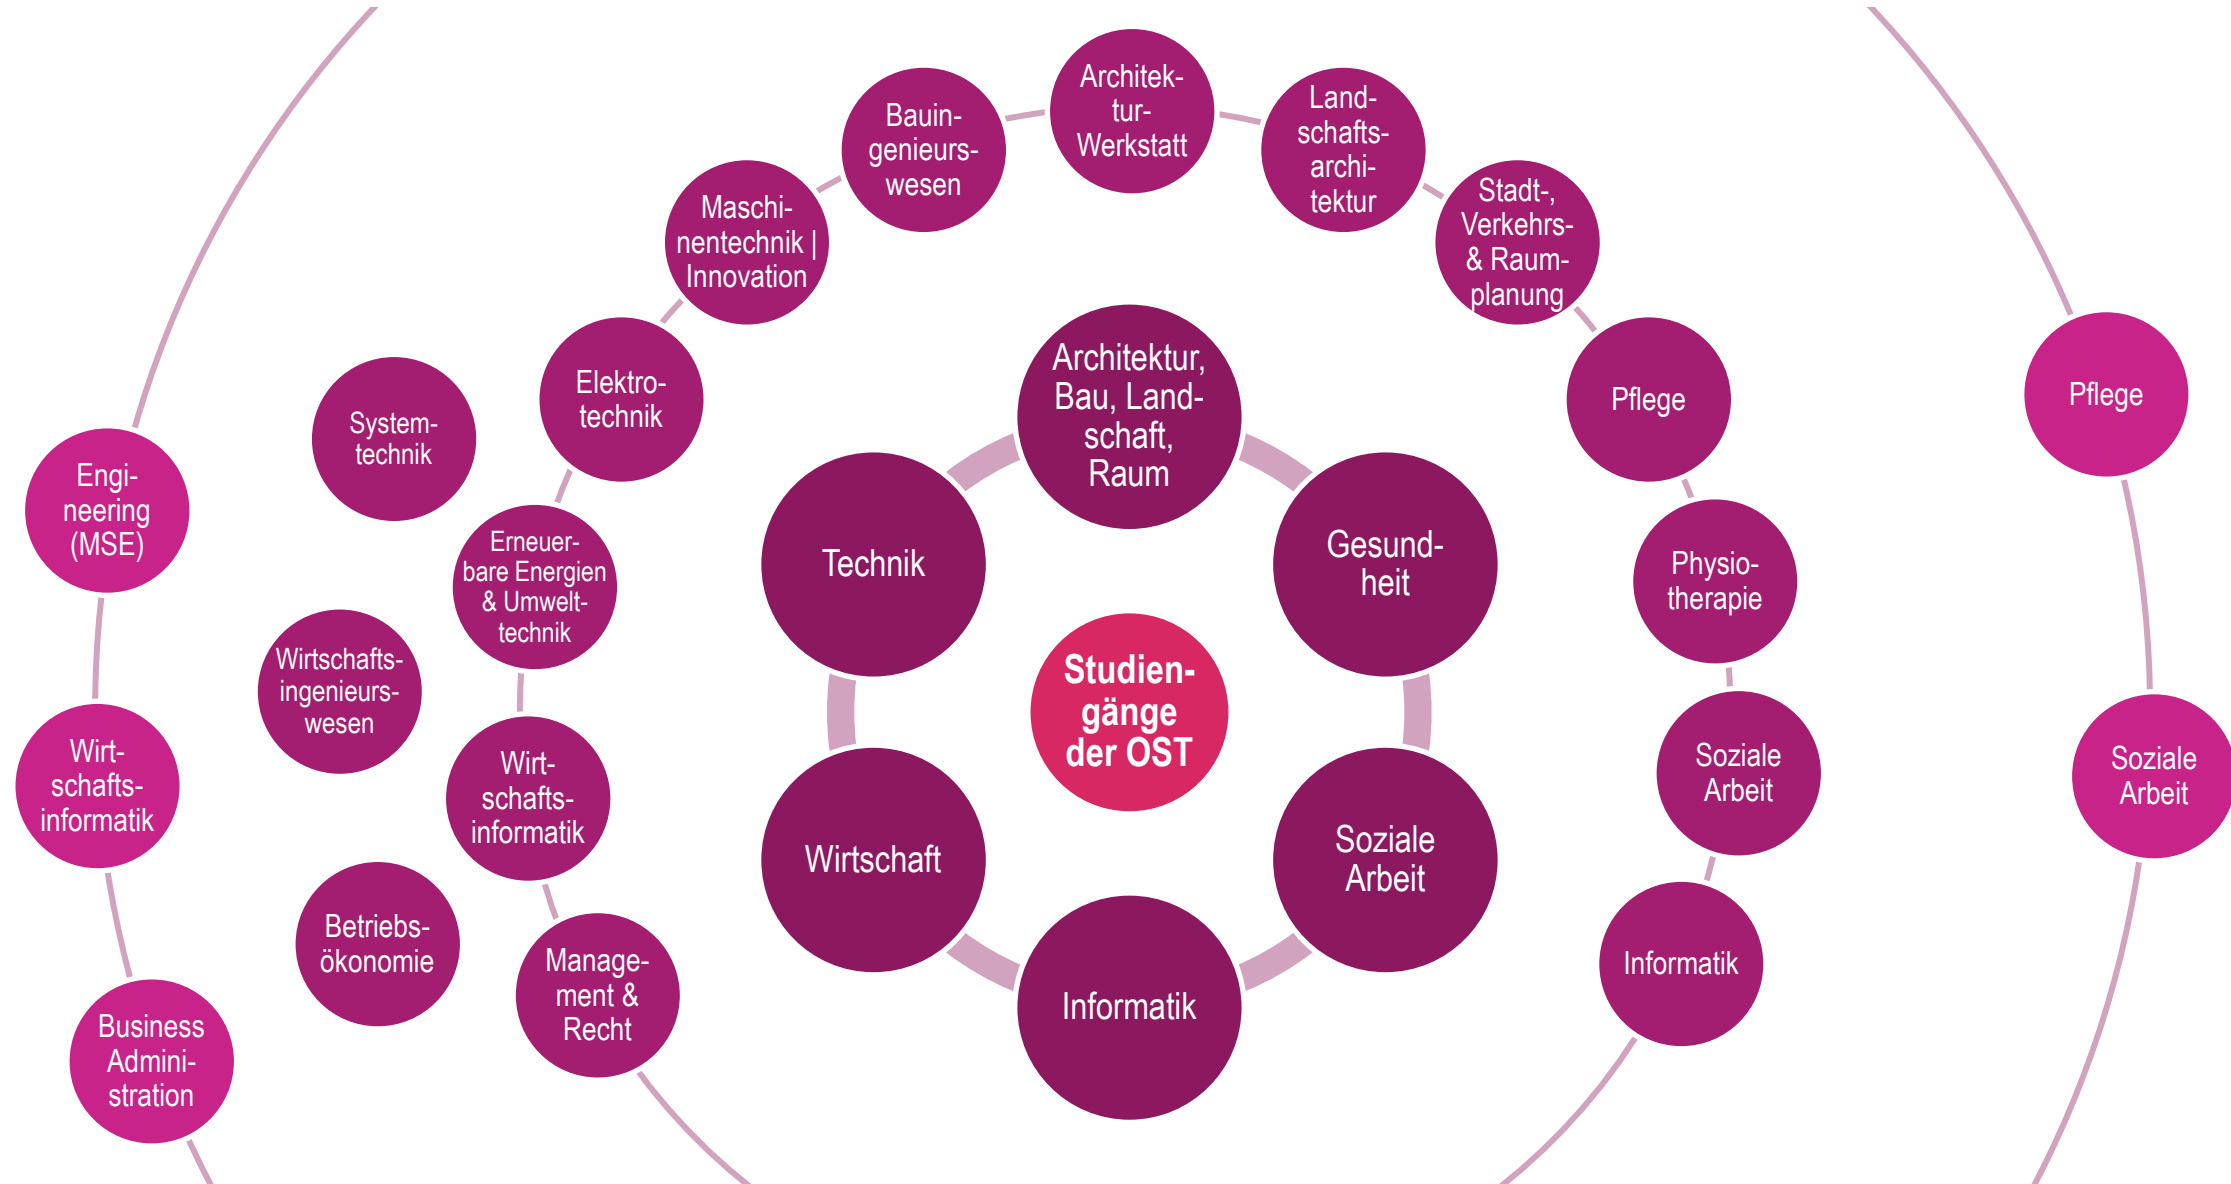 Architek-
tur-
Werkstatt
Bauin-
genieurs-
wesen
Land-
schafts-
archi-
tektur
Maschi-
nentechnik |
Innovation
Stadt-,
Verkehrs-
& Raum-
planung
Elektro-
technik
Pflege
Pflege
System-
technik
Architektur,
Bau, Land-
schaft,
Raum
Engi-
neering
(MSE)
Erneuer-
bare Energien
& Umwelt-
technik
Technik
Gesund-
heit
Physio-
therapie
Wirtschafts-
ingenieurs-
wesen
Studien-
gänge
der OST
Wirt-
schafts-
informatik
Wirt-
schafts-
informatik
Soziale
Arbeit
Soziale
Arbeit
Wirtschaft
Soziale
Arbeit
Betriebs-
ökonomie
Manage-
ment &
Recht
Informatik
Informatik
Business
Admini-
stration